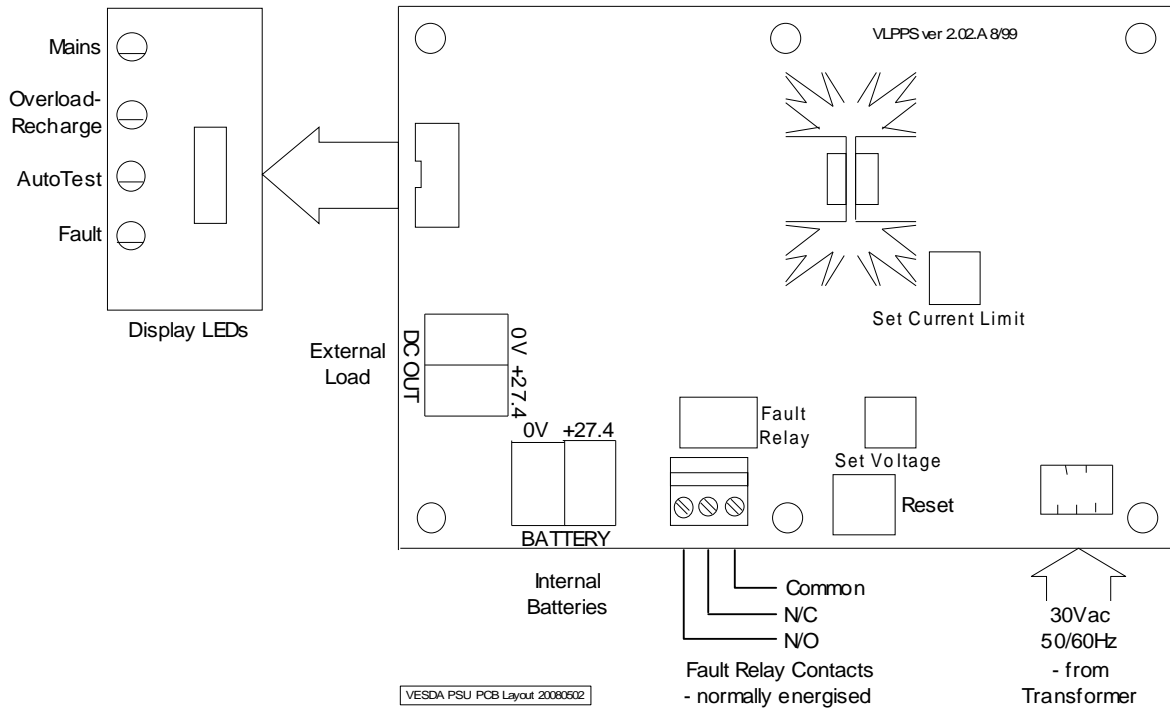 VLPPS ver 2.02.A 8/99
Mains
Overload-
Recharge
AutoTest
Fault
Display LEDs
Set Current Limit
External
Load
DC OUT
0V +27.4
0V +27.4
BATTERY
Internal
Batteries
Fault
Relay
Set Voltage
Reset
Common
N/C
N/O
Fault Relay Contacts
- normally energised
30Vac
50/60Hz
- from
Transformer
VESDA PSU PCB Layout 20080502